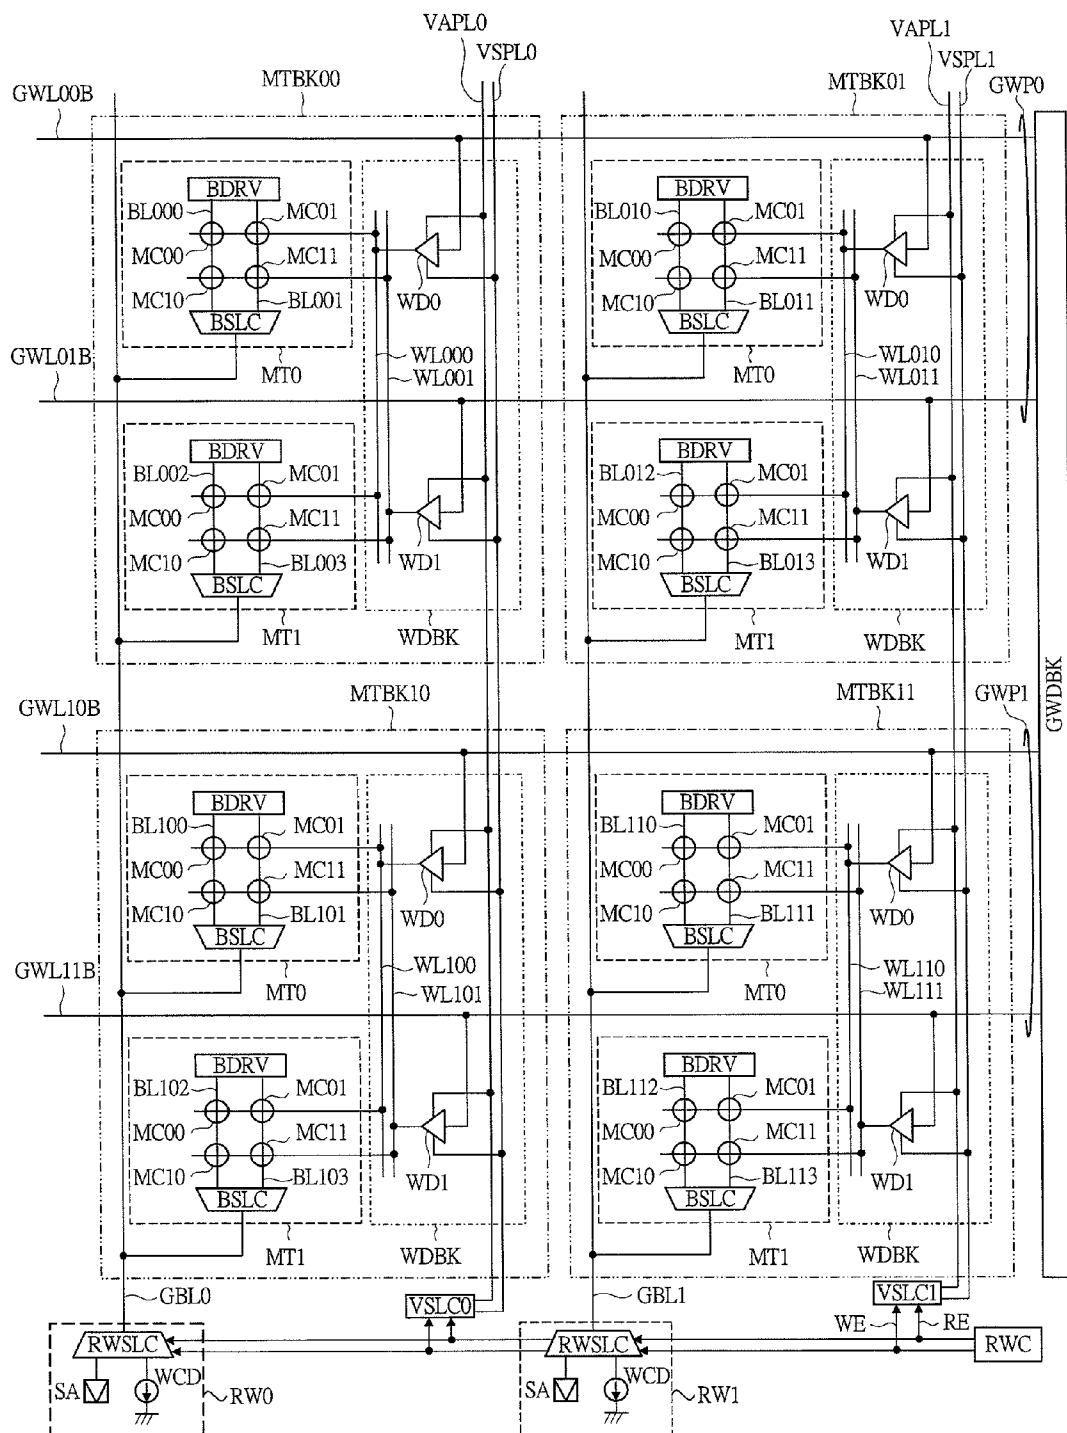 VAPL0
VSPL0
VAPL1
VSPL1
MTBK00
MTBK01
GWP0
GWL00B
BDRV
BL000
MC01
MC00
MC11
MC10
BL001
BSLC
WD0
MT0
WL000
WL001
BDRV
BL010
MC01
MC00
MC11
MC10
BL011
BSLC
WD0
MT0
WL010
WL011
GWL01B
BDRV
BL002
MC01
MC00
MC11
MC10
BL003
BSLC
WD1
MT1
WDBK
BDRV
BL012
MC01
MC00
MC11
MC10
BL013
BSLC
WD1
MT1
WDBK
GWDBK
MTBK10
MTBK11
GWP1
GWL10B
BDRV
BL100
MC01
MC00
MC11
MC10
BL101
BSLC
WD0
MT0
WL100
WL101
BDRV
BL110
MC01
MC00
MC11
MC10
BL111
BSLC
WD0
MT0
WL110
WL111
GWL11B
BDRV
BL102
MC01
MC00
MC11
MC10
BL103
BSLC
WD1
MT1
WDBK
BDRV
BL112
MC01
MC00
MC11
MC10
BL113
BSLC
WD1
MT1
WDBK
GBL0
VSLC0
GBL1
VSLC1
WE
RE
RWSLC
RWSLC
RWC
SA
WCD
RW0
SA
WCD
RW1